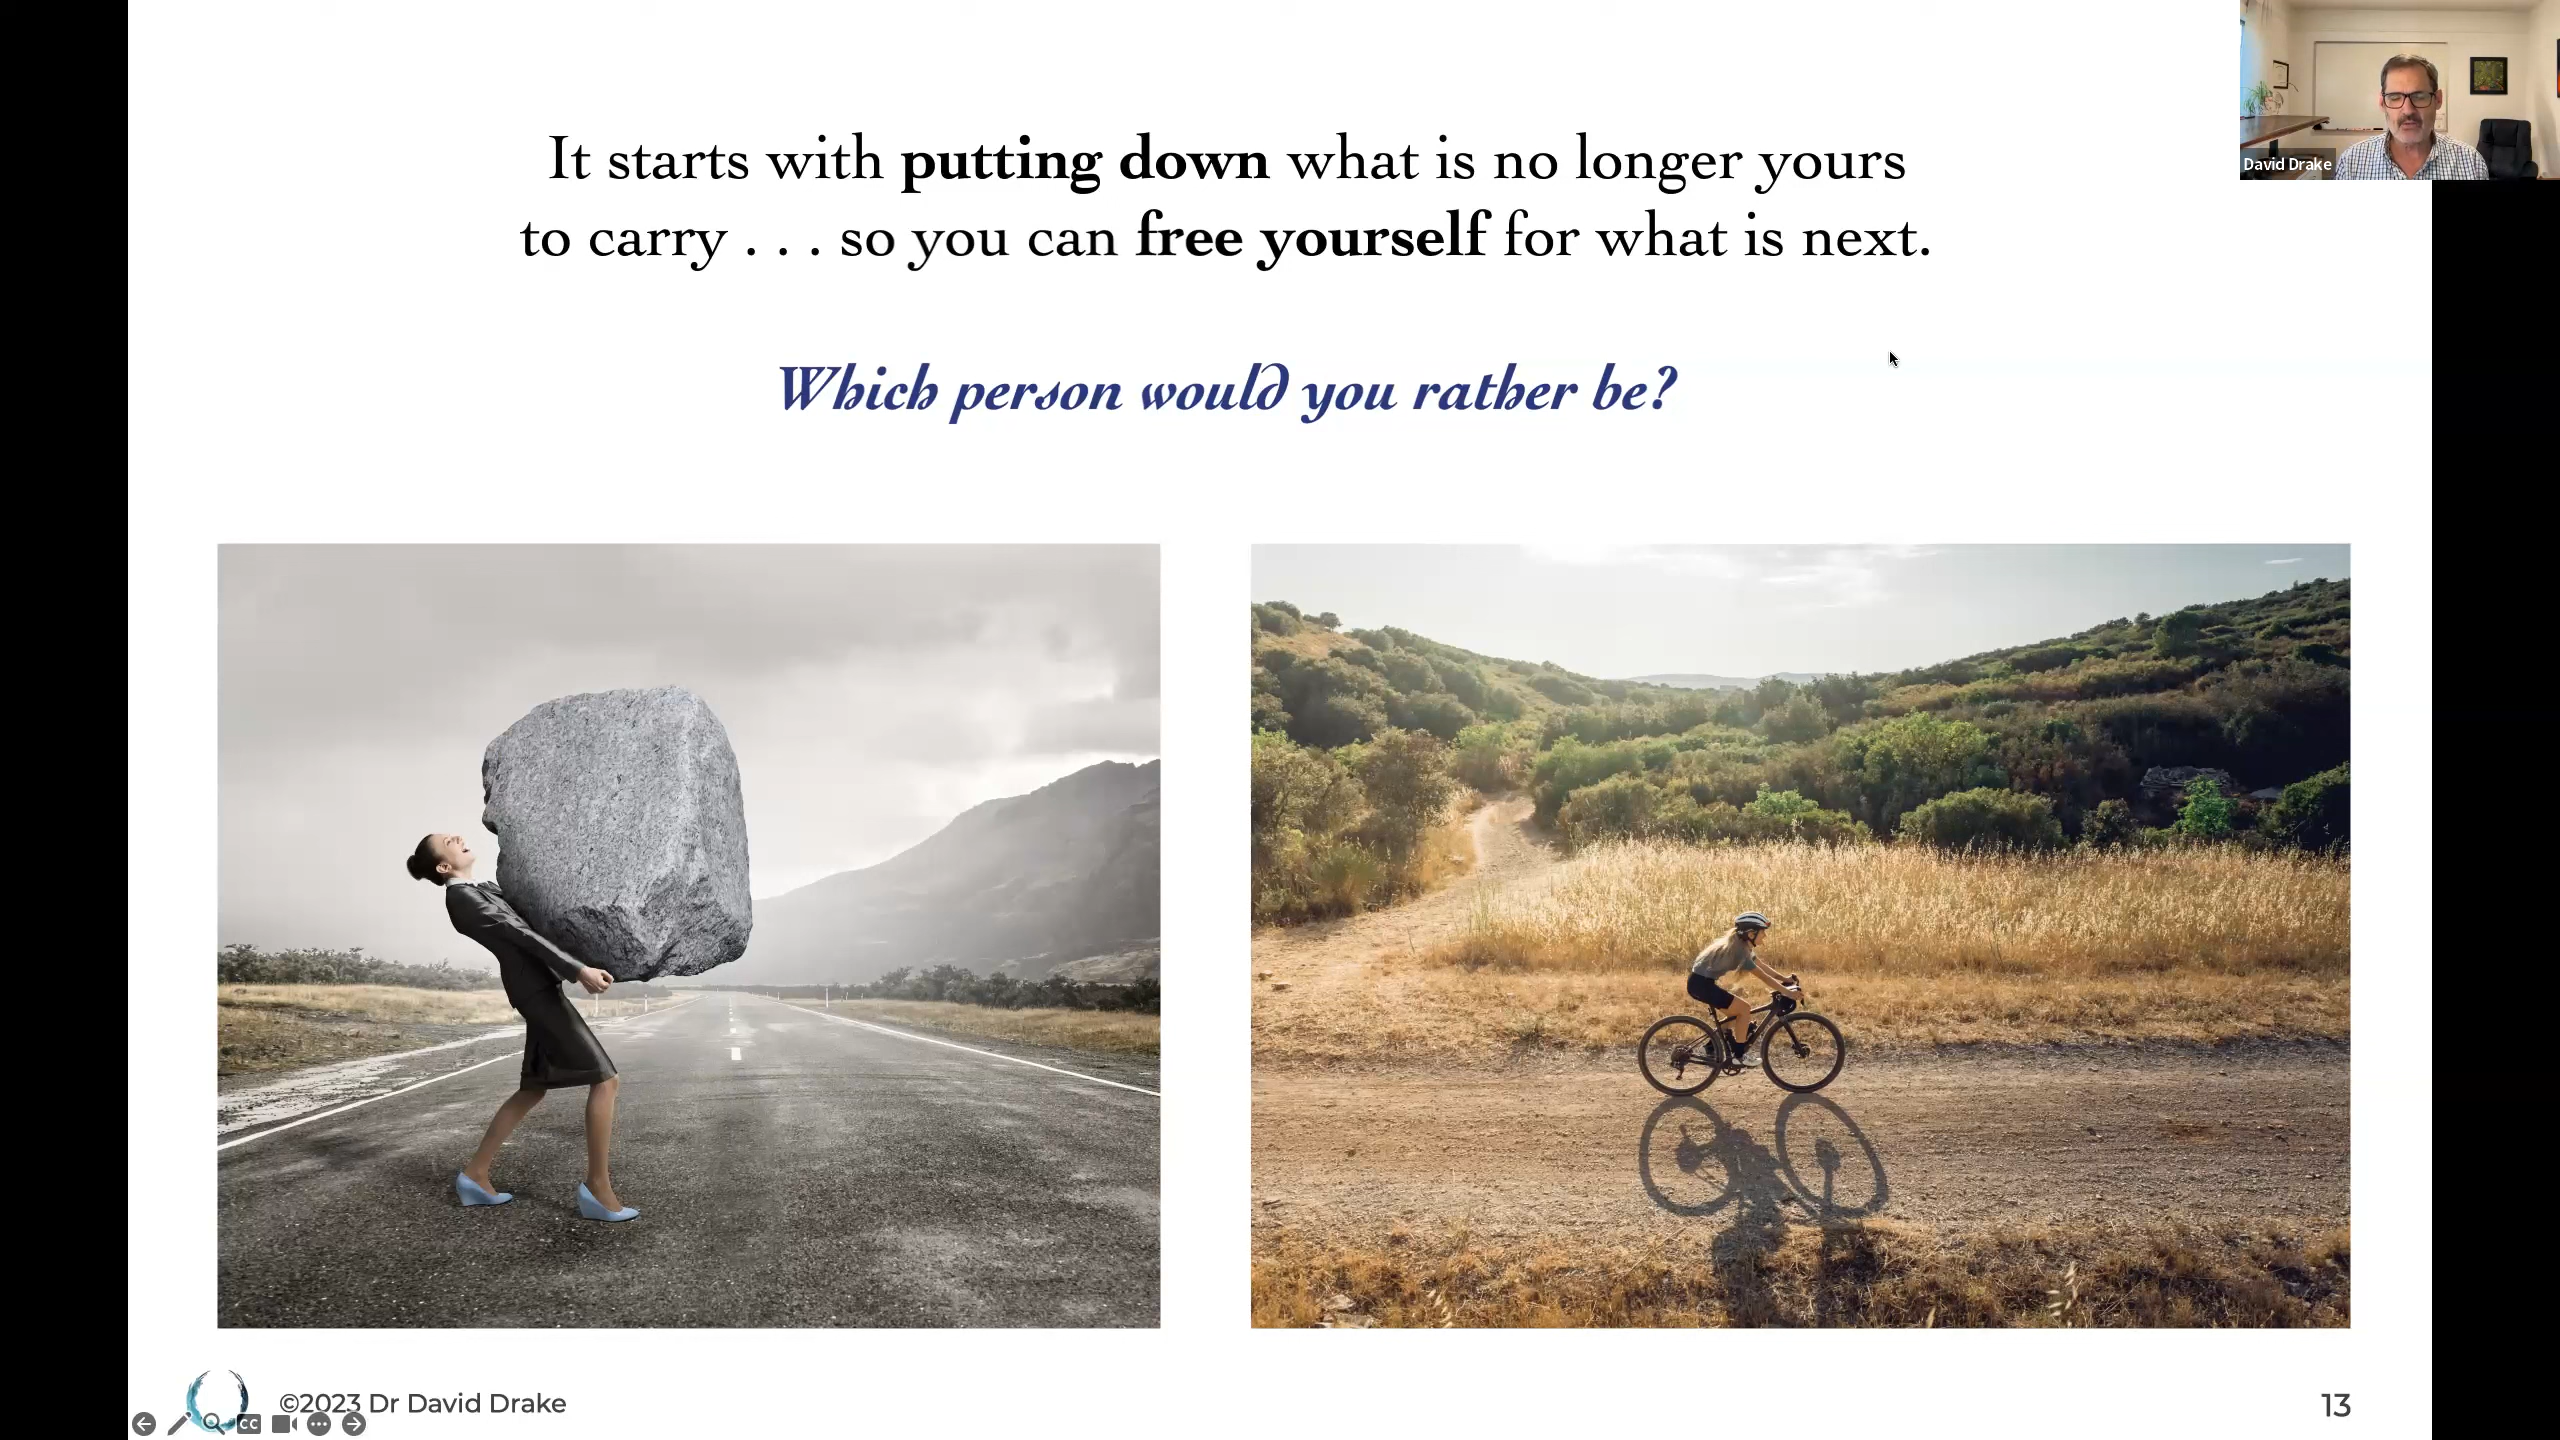 It starts with putting down what is no longer yours
to carry . . . so you can free yourself for what is next.
Which person would you rather be?
David Drake
©2023 Dr David Drake
CC
13